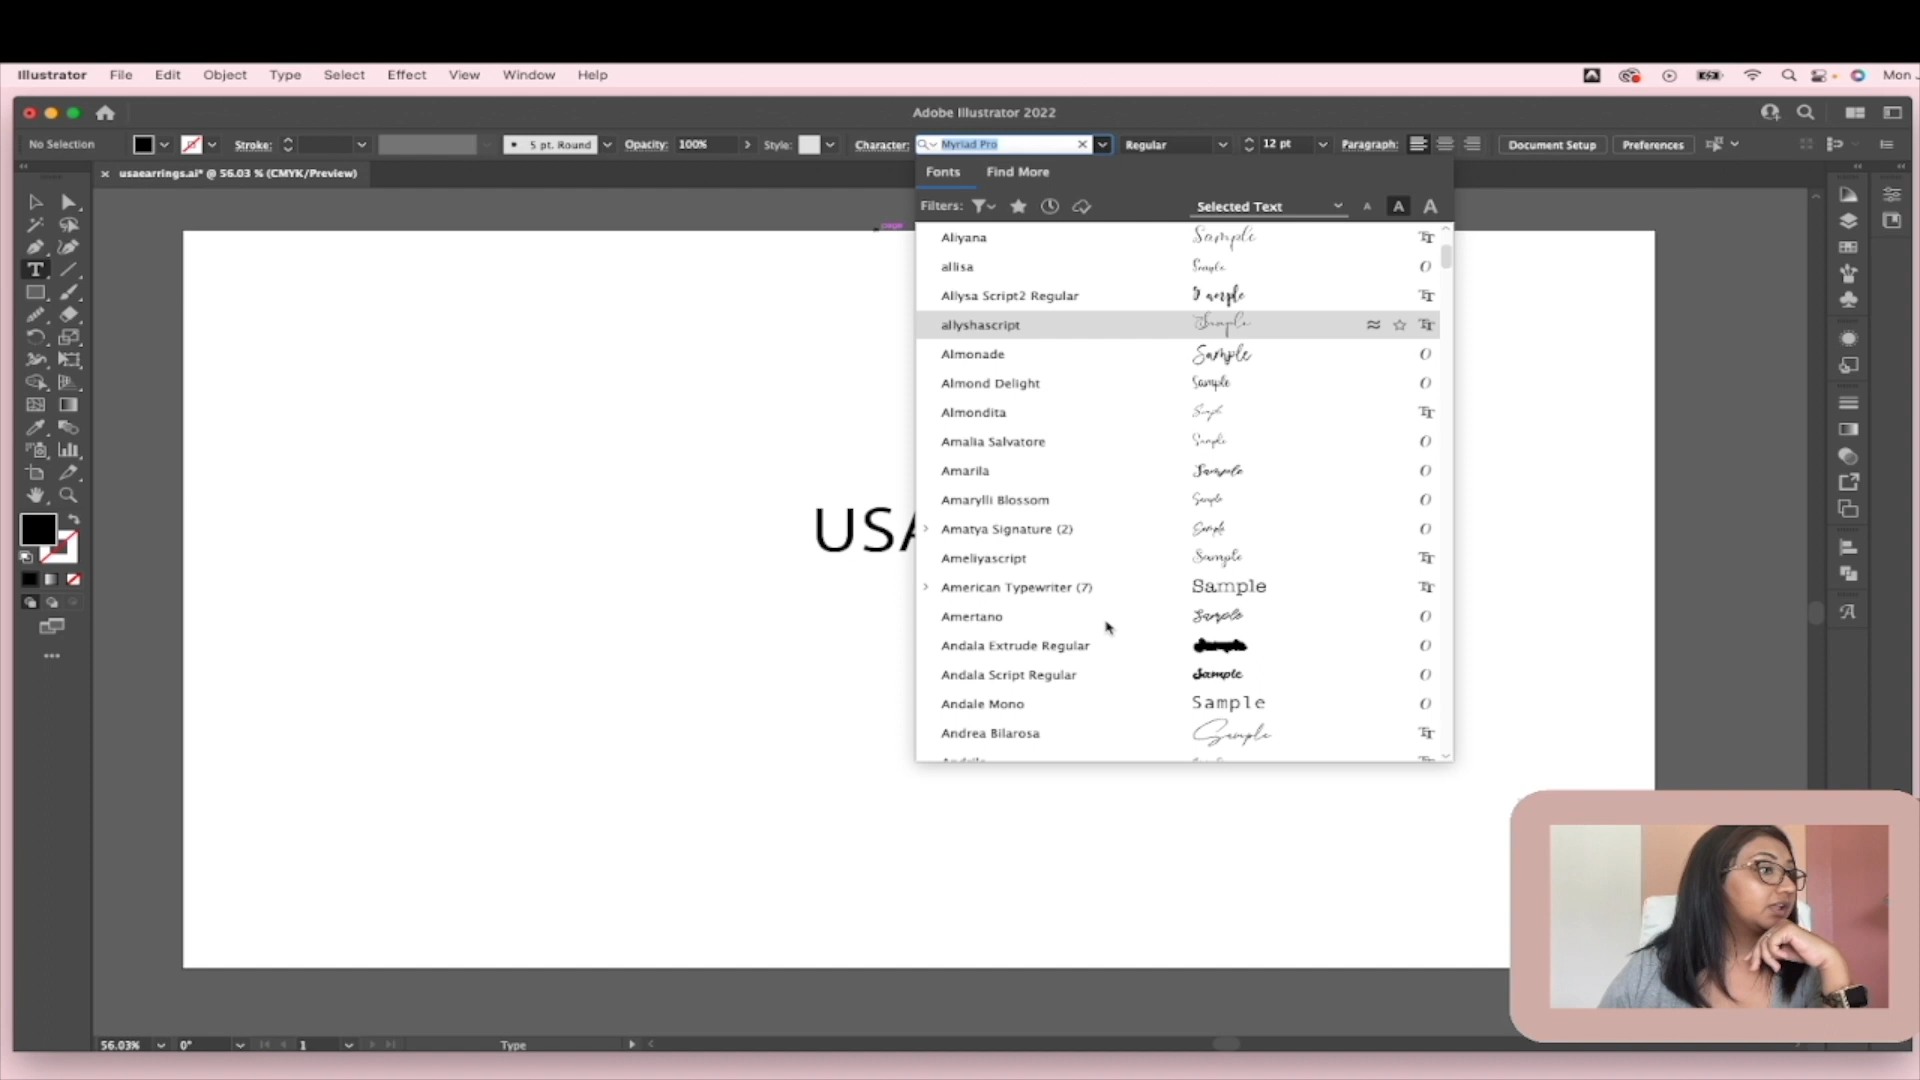 Illustrator File Edit Object Type Select Effect View Window Help Mon
Adobe Illustrator 2022
No Selection Stroke: 5 pt. Round Opacity: 100% Style: Character: Myriad Pro Regular 12 pt Paragraph: Document Setup Preferences
usaearrings.ai* @ 56.03 % (CMYK/Preview)
Fonts Find More
Filters: Selected Text A A A
page
Aliyana Sample
allisa Sample
Allysa Script2 Regular Sample
allyshascript Sample
Almonade Sample
Almond Delight Sample
Almondita
Amalia Salvatore Sample
Amarila Sample
Amarylli Blossom Sample
USA
Amatya Signature (2) Sample
Ameliyascript Sample
American Typewriter (7) Sample
Amertano Sample
Andala Extrude Regular
Andala Script Regular Sample
Andale Mono Sample
Andrea Bilarosa Sample
56.03% 0° 1 Type